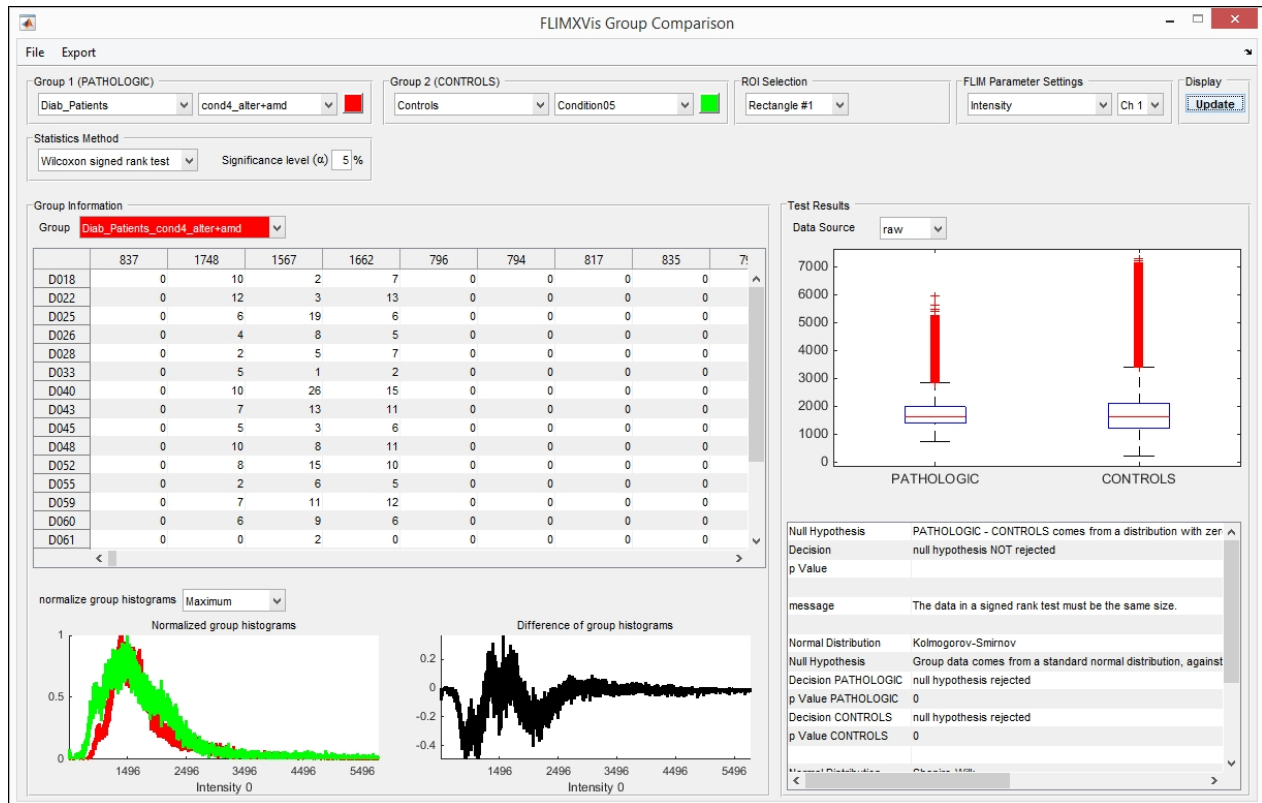 FLIMXVis Group Comparison
File Export
Group 1 (PATHOLOGIC)
Diab_Patients cond4_alter+amd
Group 2 (CONTROLS)
Controls Condition05
ROI Selection
Rectangle #1
FLIM Parameter Settings
Intensity Ch 1
Display
Update
Statistics Method
Wilcoxon signed rank test Significance level (α) 5 %
Group Information
Group Diab_Patients_cond4_alter+amd
837 1748 1567 1662 796 794 817 835
D018 0 10 2 7 0 0 0 0
D022 0 12 3 13 0 0 0 0
D025 0 6 19 6 0 0 0 0
D026 0 4 8 5 0 0 0 0
D028 0 2 5 7 0 0 0 0
D033 0 5 1 2 0 0 0 0
D040 0 10 26 15 0 0 0 0
D043 0 7 13 11 0 0 0 0
D045 0 5 3 6 0 0 0 0
D048 0 10 8 11 0 0 0 0
D052 0 8 15 10 0 0 0 0
D055 0 2 6 5 0 0 0 0
D059 0 7 11 12 0 0 0 0
D060 0 6 9 6 0 0 0 0
D061 0 0 2 0 0 0 0 0
normalize group histograms Maximum
Normalized group histograms
1
0.5
0
1496 2496 3496 4496 5496
Intensity 0
Difference of group histograms
0.2
0
-0.2
-0.4
1496 2496 3496 4496 5496
Intensity 0
Test Results
Data Source raw
7000
6000
5000
4000
3000
2000
1000
0
PATHOLOGIC CONTROLS
Null Hypothesis PATHOLOGIC - CONTROLS comes from a distribution with zer
Decision null hypothesis NOT rejected
p Value
message The data in a signed rank test must be the same size.
Normal Distribution Kolmogorov-Smirnov
Null Hypothesis Group data comes from a standard normal distribution, against
Decision PATHOLOGIC null hypothesis rejected
p Value PATHOLOGIC 0
Decision CONTROLS null hypothesis rejected
p Value CONTROLS 0
Normal Distribution Shapiro-Wilk